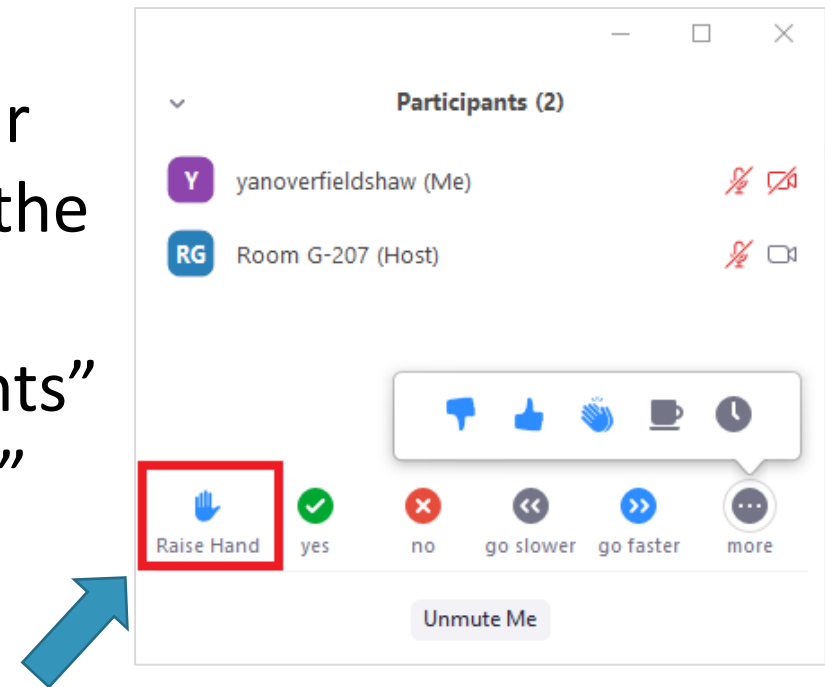 r
the
nts”
”
Participants (2)
Y yanoverfieldshaw (Me)
RG Room G-207 (Host)
Raise Hand yes no go slower go faster more
Unmute Me